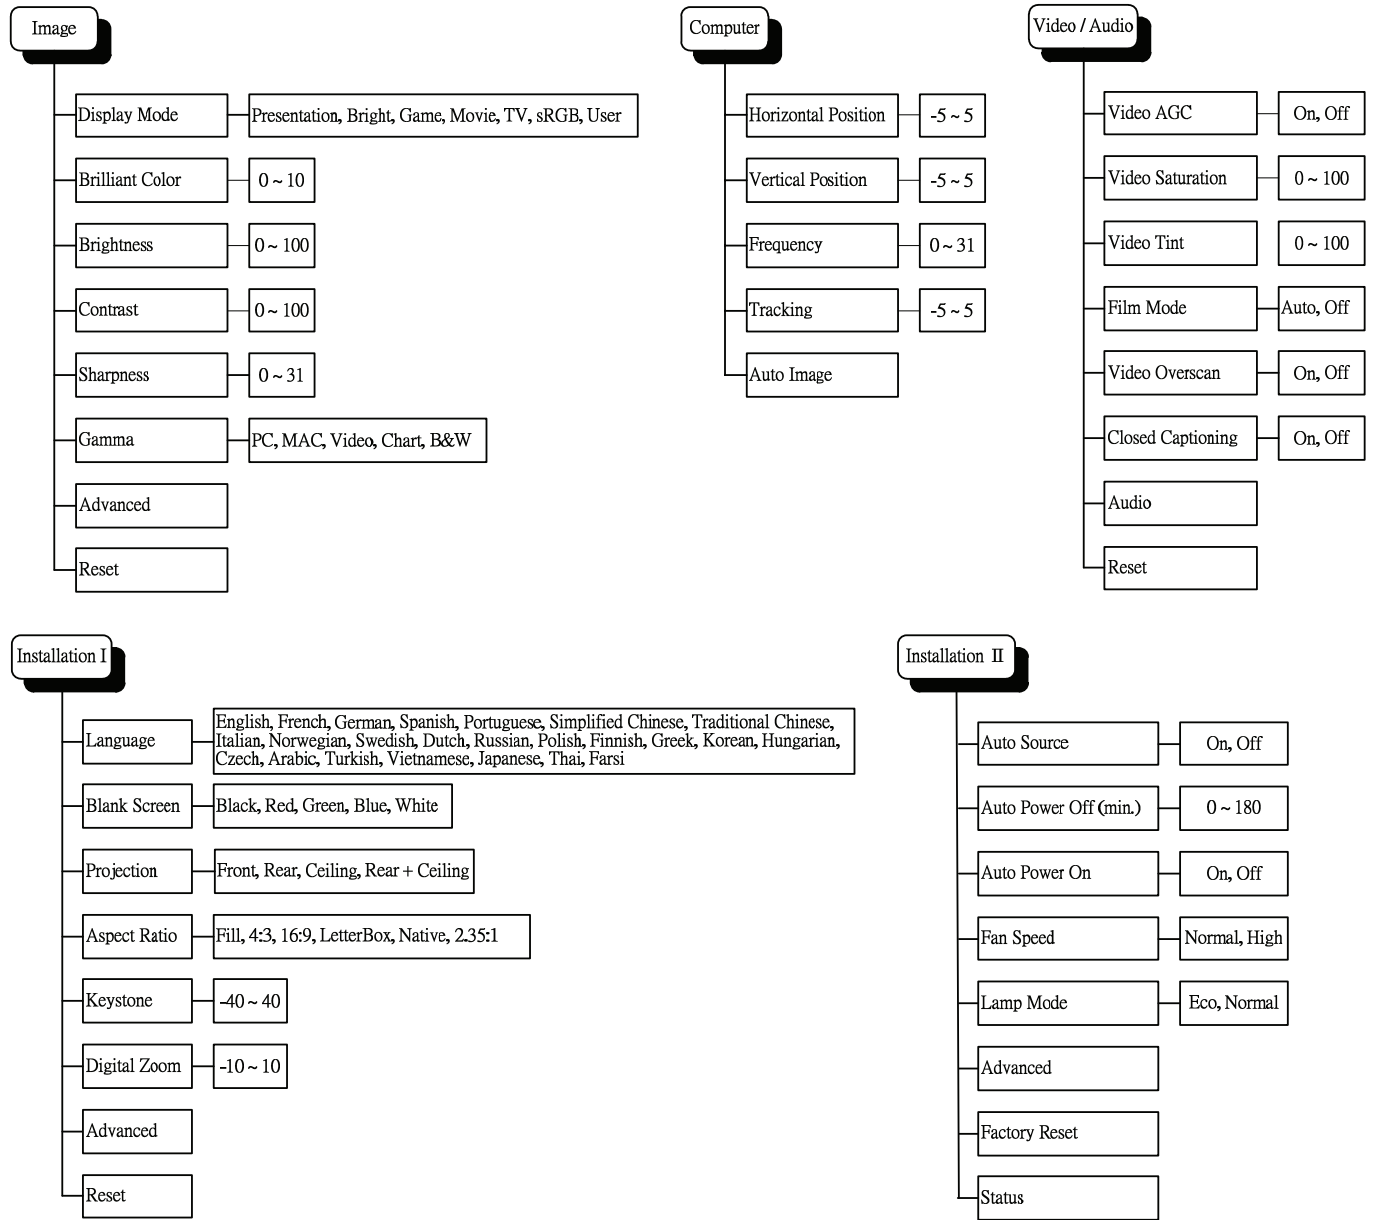 Image
Display Mode
Presentation, Bright, Game, Movie, TV, sRGB, User
Brilliant Color
0 ~ 10
Brightness
0 ~ 100
Contrast
0 ~ 100
Sharpness
0 ~ 31
Gamma
PC, MAC, Video, Chart, B&W
Advanced
Reset
Computer
Horizontal Position
-5 ~ 5
Vertical Position
-5 ~ 5
Frequency
0 ~ 31
Tracking
-5 ~ 5
Auto Image
Video / Audio
Video AGC
On, Off
Video Saturation
0 ~ 100
Video Tint
0 ~ 100
Film Mode
Auto, Off
Video Overscan
On, Off
Closed Captioning
On, Off
Audio
Reset
Installation I
Language
English, French, German, Spanish, Portuguese, Simplified Chinese, Traditional Chinese,
Italian, Norwegian, Swedish, Dutch, Russian, Polish, Finnish, Greek, Korean, Hungarian,
Czech, Arabic, Turkish, Vietnamese, Japanese, Thai, Farsi
Blank Screen
Black, Red, Green, Blue, White
Projection
Front, Rear, Ceiling, Rear + Ceiling
Aspect Ratio
Fill, 4:3, 16:9, LetterBox, Native, 2.35:1
Keystone
-40 ~ 40
Digital Zoom
-10 ~ 10
Advanced
Reset
Installation II
Auto Source
On, Off
Auto Power Off (min.)
0 ~ 180
Auto Power On
On, Off
Fan Speed
Normal, High
Lamp Mode
Eco, Normal
Advanced
Factory Reset
Status